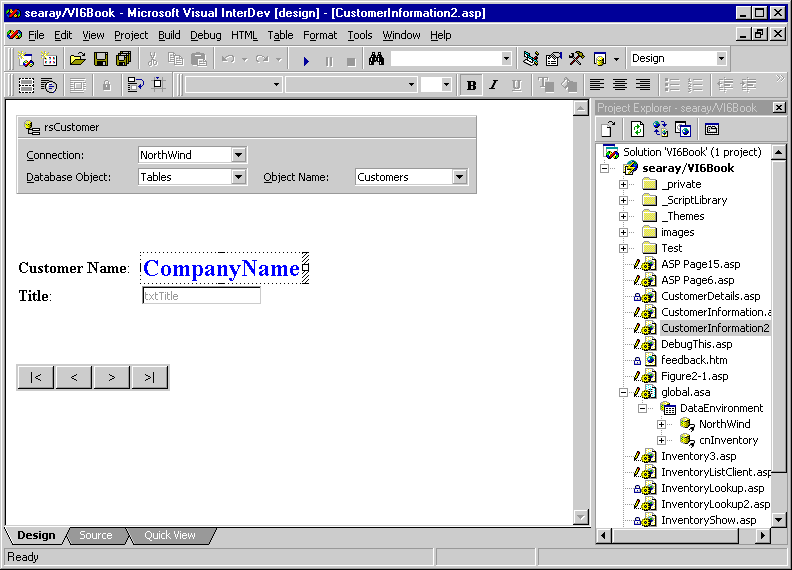 searay/VI6Book - Microsoft Visual InterDev [design] - [CustomerInformation2.asp]
File Edit View Project Build Debug HTML Table Format Tools Window Help
Design
B I U
Project Explorer - searay/VI6Book
rsCustomer
Connection: NorthWind
Database Object: Tables Object Name: Customers
Customer Name: CompanyName
Title: txtTitle
|< < > >|
Solution 'VI6Book' (1 project)
searay/VI6Book
_private
_ScriptLibrary
_Themes
images
Test
ASP Page15.asp
ASP Page6.asp
CustomerDetails.asp
CustomerInformation.a
CustomerInformation2
DebugThis.asp
feedback.htm
Figure2-1.asp
global.asa
DataEnvironment
NorthWind
cnInventory
Inventory3.asp
InventoryListClient.asp
InventoryLookup.asp
InventoryLookup2.asp
InventoryShow.asp
Design Source Quick View
Ready